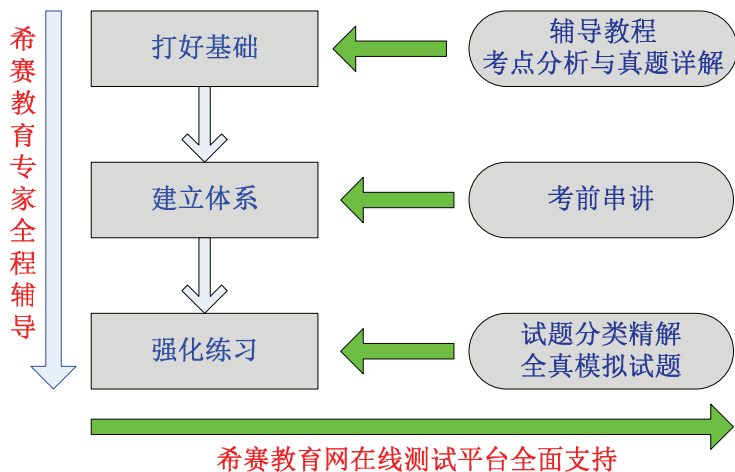 希赛教育专家全程辅导
打好基础
辅导教程
考点分析与真题详解
建立体系
考前串讲
强化练习
试题分类精解
全真模拟试题
希赛教育网在线测试平台全面支持